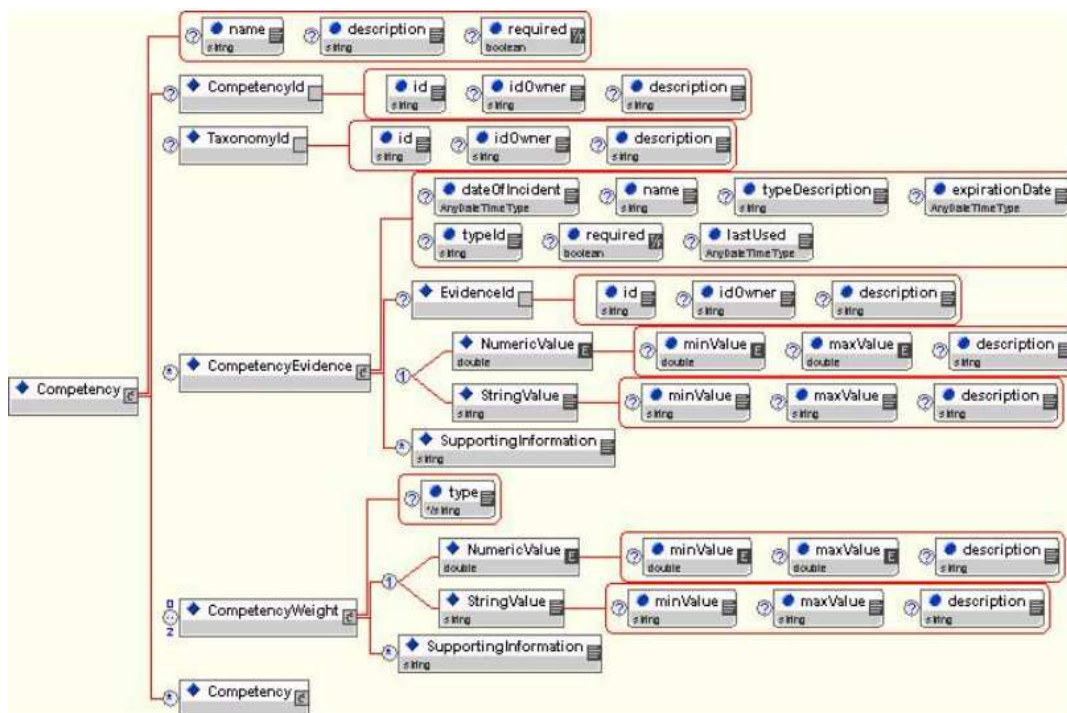 name description required
string string boolean
? CompetencyId id ? idOwner ? description
string string string
? TaxonomyId id ? idOwner ? description
string string string
? dateOfIncident ? name ? typeDescription ? expirationDate
AnyDateTimeType string string AnyDateTimeType
? typeId ? required ? lastUsed
string boolean AnyDateTimeType
? EvidenceId id ? idOwner ? description
string string string
NumericValue ? minValue ? maxValue ? description
double double double string
* CompetencyEvidence
1
Competency
StringValue ? minValue ? maxValue ? description
string string string string
* SupportingInformation
string
? type
string
NumericValue ? minValue ? maxValue ? description
double double double string
1
0
CompetencyWeight
2
StringValue ? minValue ? maxValue ? description
string string string string
* SupportingInformation
string
* Competency